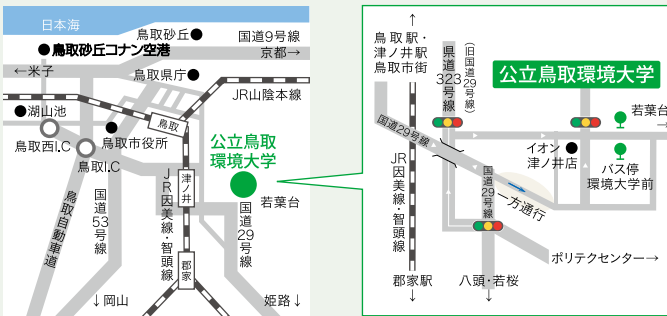 日本海
鳥取砂丘
国道9号線
鳥取砂丘コナン空港
京都→
←米子
鳥取県庁
JR山陰本線
湖山池
鳥取
鳥取西I.C
鳥取市役所
公立鳥取
環境大学
鳥取I.C
津ノ井
若葉台
鳥取自動車道
国道53号線
JR因美線・智頭線
国道29号線
郡家
↓岡山
姫路↓
↑
鳥取駅・
津ノ井駅
鳥取市街
県道323号線
(旧国道29号線)
公立鳥取環境大学
若葉台
→
国道29号線
イオン
津ノ井店
バス停
環境大学前
JR因美線・智頭線
国道29号線
一方通行
ポリテクセンター→
郡家駅
↓
八頭・若桜
↓